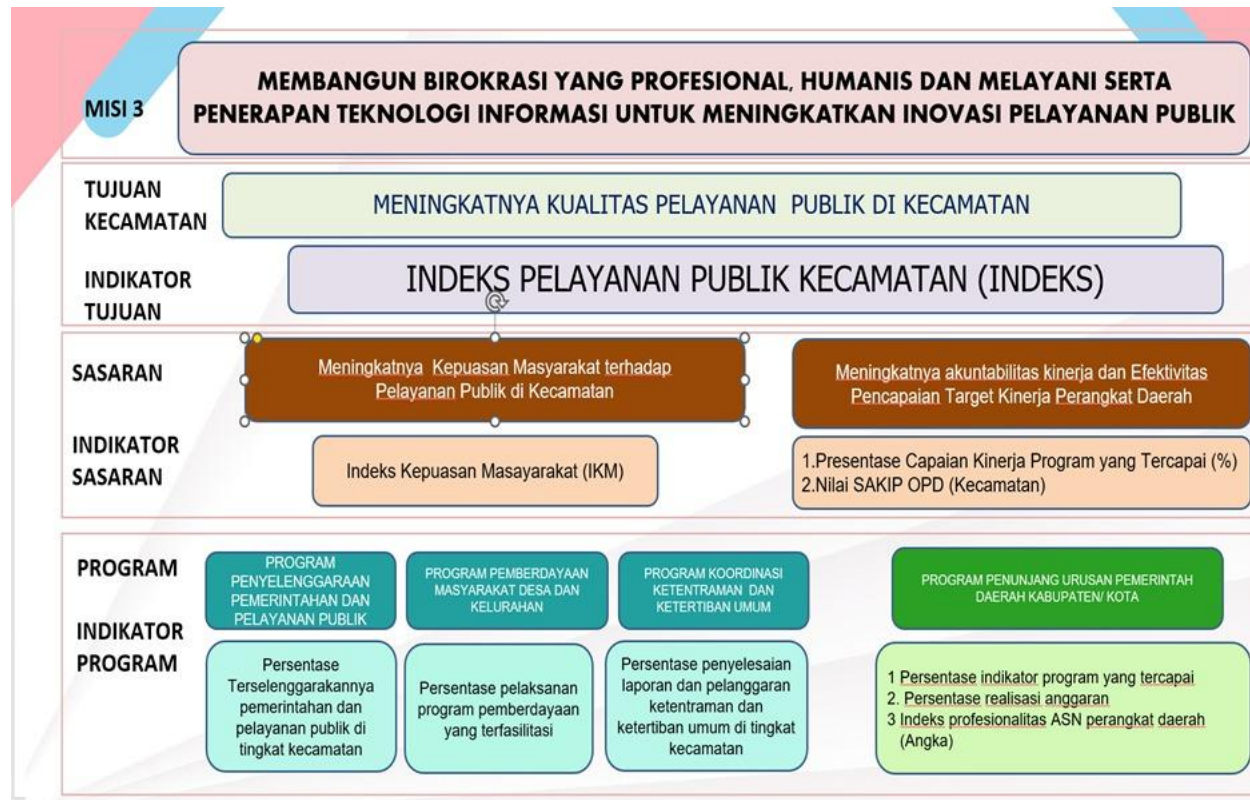 MISI 3
MEMBANGUN BIROKRASI YANG PROFESIONAL, HUMANIS DAN MELAYANI SERTA
PENERAPAN TEKNOLOGI INFORMASI UNTUK MENINGKATKAN INOVASI PELAYANAN PUBLIK
TUJUAN
KECAMATAN
MENINGKATNYA KUALITAS PELAYANAN PUBLIK DI KECAMATAN
INDIKATOR
TUJUAN
INDEKS PELAYANAN PUBLIK KECAMATAN (INDEKS)
SASARAN
Meningkatnya Kepuasan Masyarakat terhadap
Pelayanan Publik di Kecamatan
Meningkatnya akuntabilitas kinerja dan Efektivitas
Pencapaian Target Kinerja Perangkat Daerah
INDIKATOR
SASARAN
Indeks Kepuasan Masayarakat (IKM)
1.Presentase Capaian Kinerja Program yang Tercapai (%)
2.Nilai SAKIP OPD (Kecamatan)
PROGRAM
PROGRAM
PENYELENGGARAAN
PEMERINTAHAN DAN
PELAYANAN PUBLIK
PROGRAM PEMBERDAYAAN
MASYARAKAT DESA DAN
KELURAHAN
PROGRAM KOORDINASI
KETENTRAMAN DAN
KETERTIBAN UMUM
PROGRAM PENUNJANG URUSAN PEMERINTAH
DAERAH KABUPATEN/ KOTA
INDIKATOR
PROGRAM
Persentase
Terselenggarakannya
pemerintahan dan
pelayanan publik di
tingkat kecamatan
Persentase pelaksanan
program pemberdayaan
yang terfasilitasi
Persentase penyelesaian
laporan dan pelanggaran
ketentraman dan
ketertiban umum di tingkat
kecamatan
1 Persentase indikator program yang tercapai
2. Persentase realisasi anggaran
3 Indeks profesionalitas ASN perangkat daerah
(Angka)